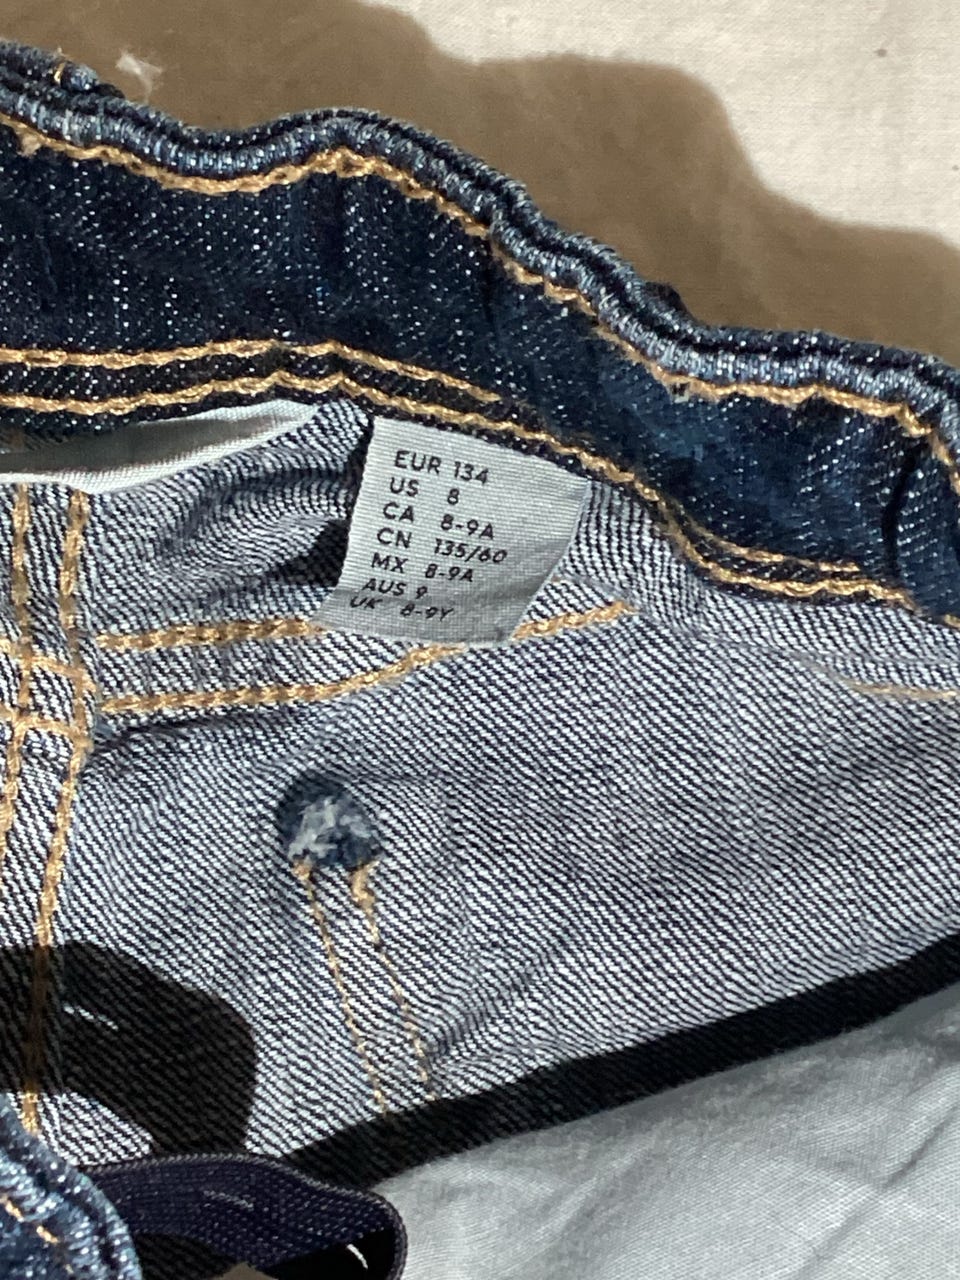 EUR 134
US 8
CA 8-9A
CN 135/60
MX 8-9A
AUS 9
UK 8-9Y